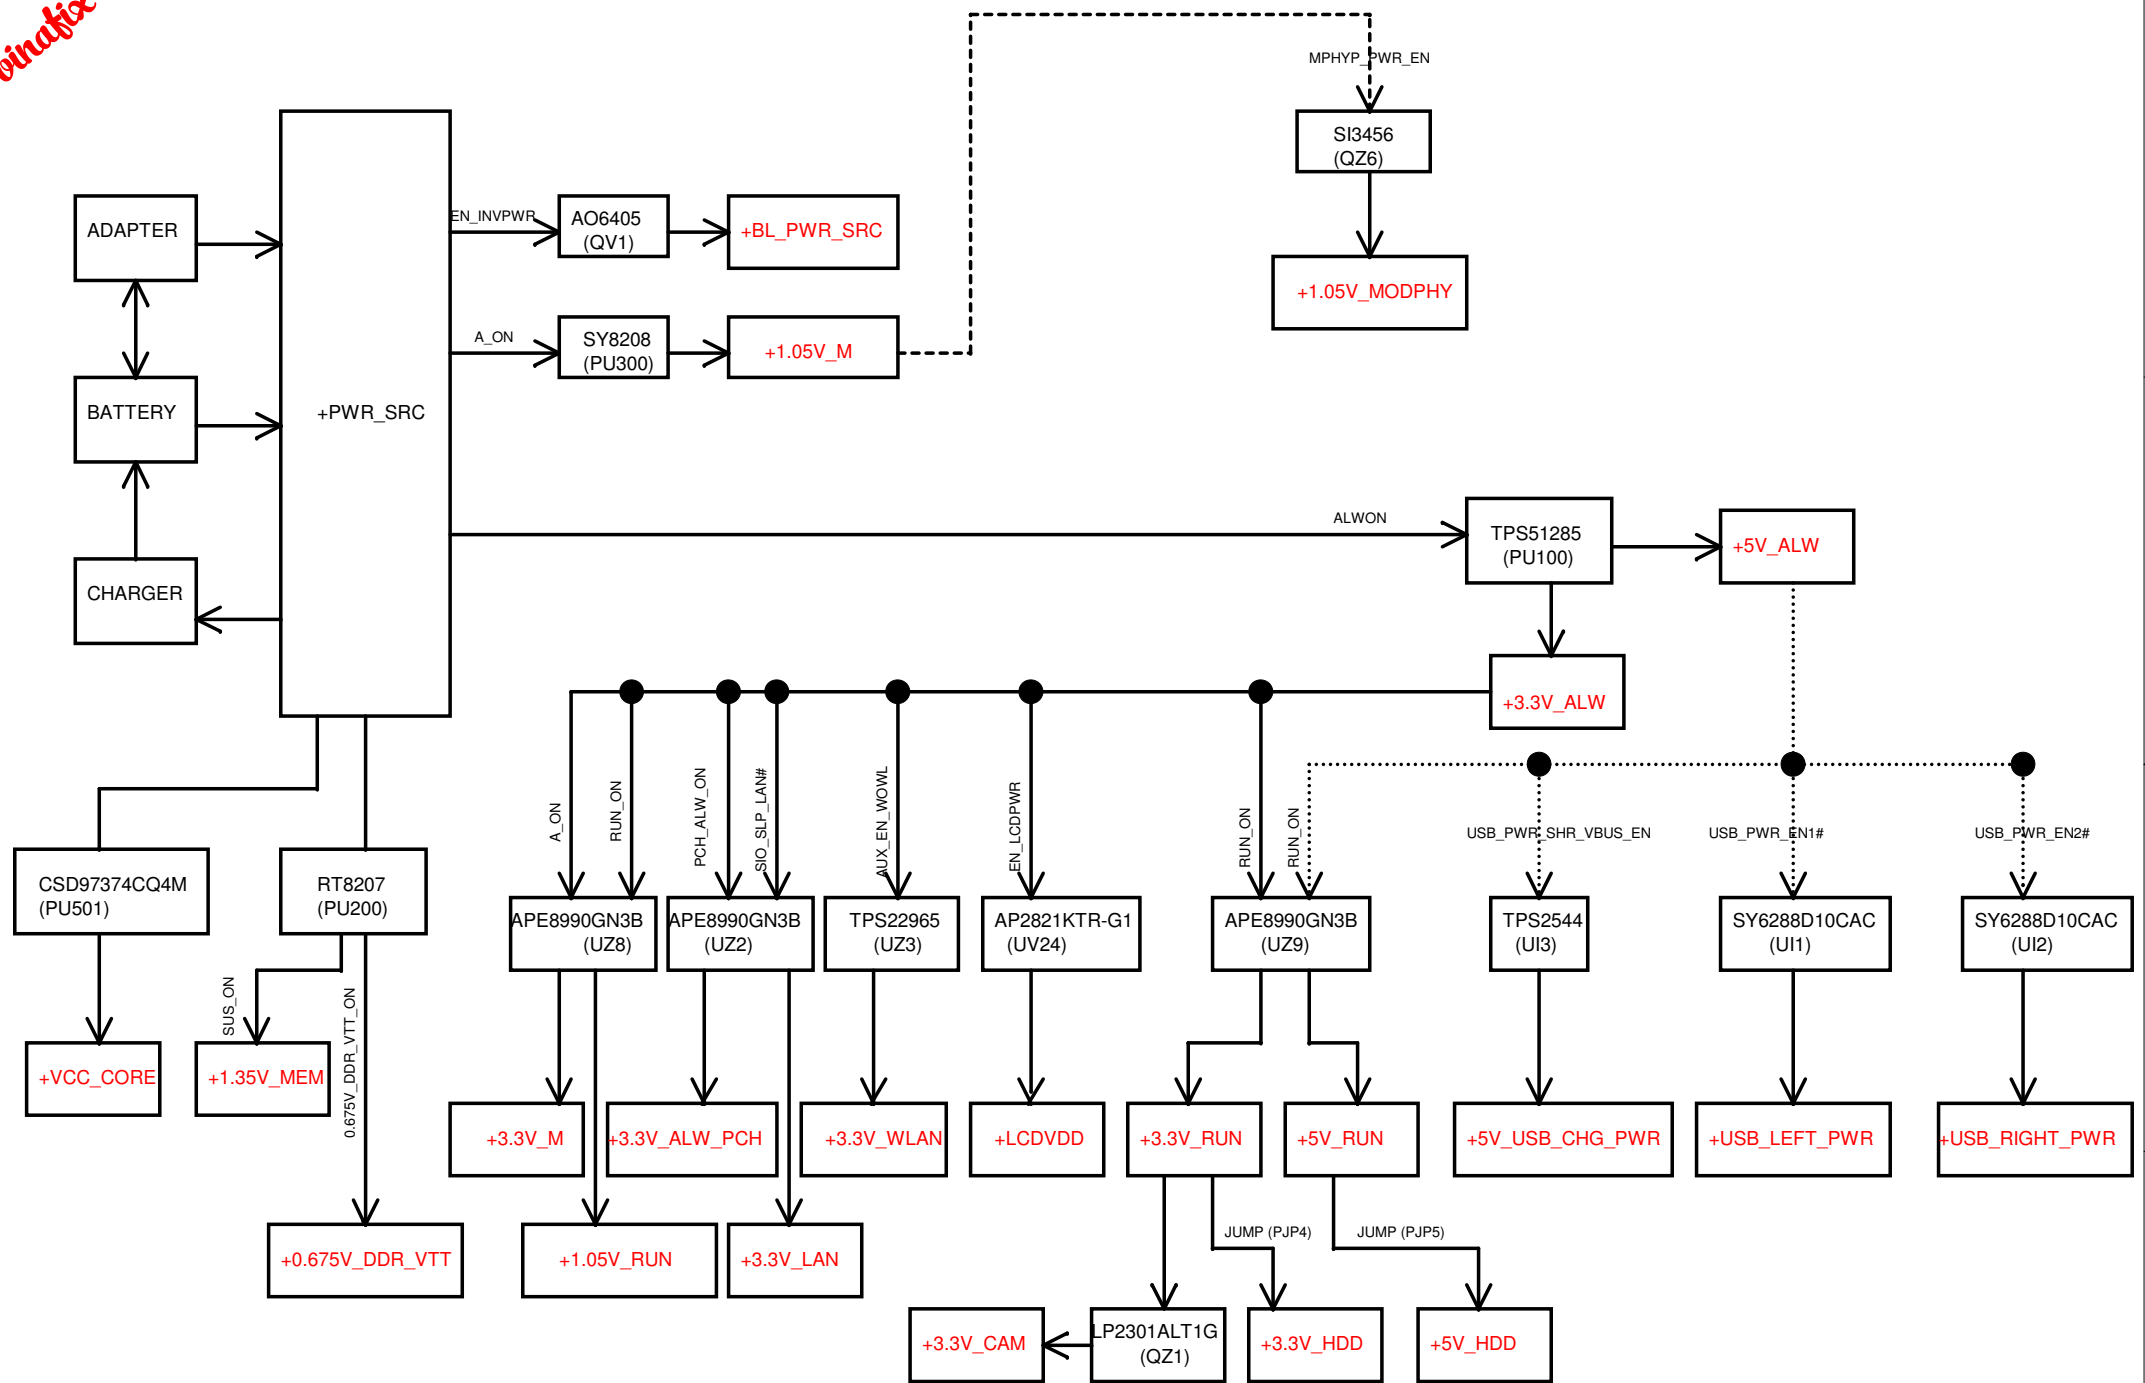 MPHYP_PWR_EN
SI3456
(QZ6)
+1.05V_MODPHY
ADAPTER
BATTERY
CHARGER
+PWR_SRC
EN_INVPWR
AO6405
(QV1)
+BL_PWR_SRC
A_ON
SY8208
(PU300)
+1.05V_M
ALWON
TPS51285
(PU100)
+5V_ALW
+3.3V_ALW
A_ON
RUN_ON
PCH_ALW_ON
SIO_SLP_LAN#
AUX_EN_WOWL
EN_LCDPWR
RUN_ON
RUN_ON
USB_PWR_SHR_VBUS_EN
USB_PWR_EN1#
USB_PWR_EN2#
CSD97374CQ4M
(PU501)
RT8207
(PU200)
APE8990GN3B
(UZ8)
APE8990GN3B
(UZ2)
TPS22965
(UZ3)
AP2821KTR-G1
(UV24)
APE8990GN3B
(UZ9)
TPS2544
(UI3)
SY6288D10CAC
(UI1)
SY6288D10CAC
(UI2)
SUS_ON
0.675V_DDR_VTT_ON
+VCC_CORE
+1.35V_MEM
+3.3V_M
+3.3V_ALW_PCH
+3.3V_WLAN
+LCDVDD
+3.3V_RUN
+5V_RUN
+5V_USB_CHG_PWR
+USB_LEFT_PWR
+USB_RIGHT_PWR
+0.675V_DDR_VTT
+1.05V_RUN
+3.3V_LAN
JUMP (PJP4)
JUMP (PJP5)
+3.3V_CAM
LP2301ALT1G
(QZ1)
+3.3V_HDD
+5V_HDD